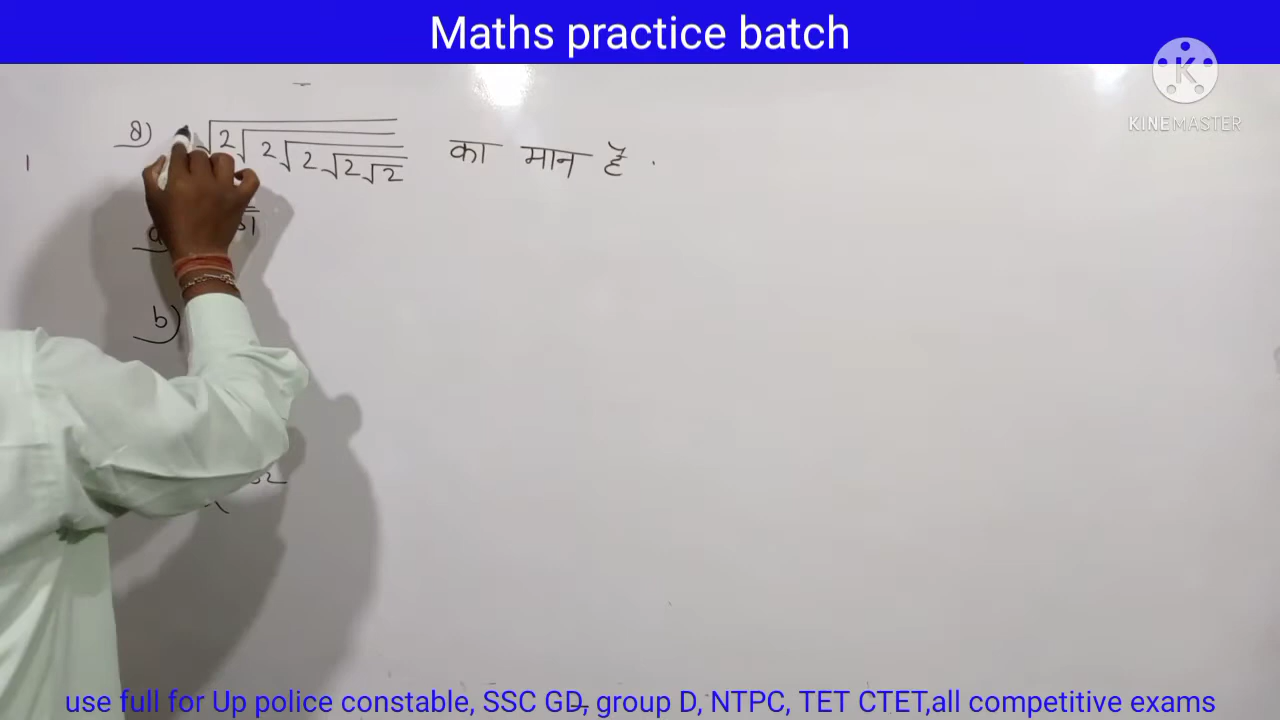 Maths practice batch
KINEMASTER
8) √2√2√2√2√2 का मान है
a)
b)
use full for Up police constable, SSC GD, group D, NTPC, TET CTET,all competitive exams